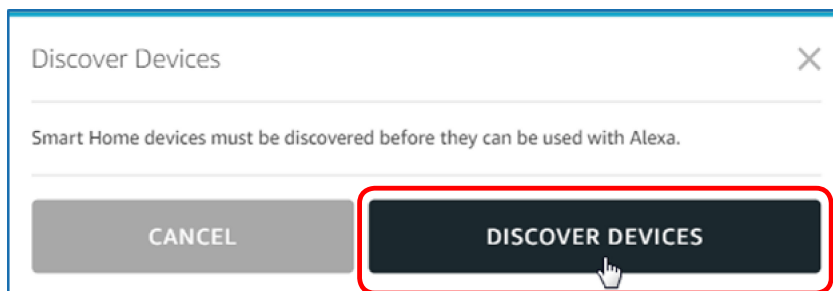 Discover Devices
Smart Home devices must be discovered before they can be used with Alexa.
CANCEL
DISCOVER DEVICES